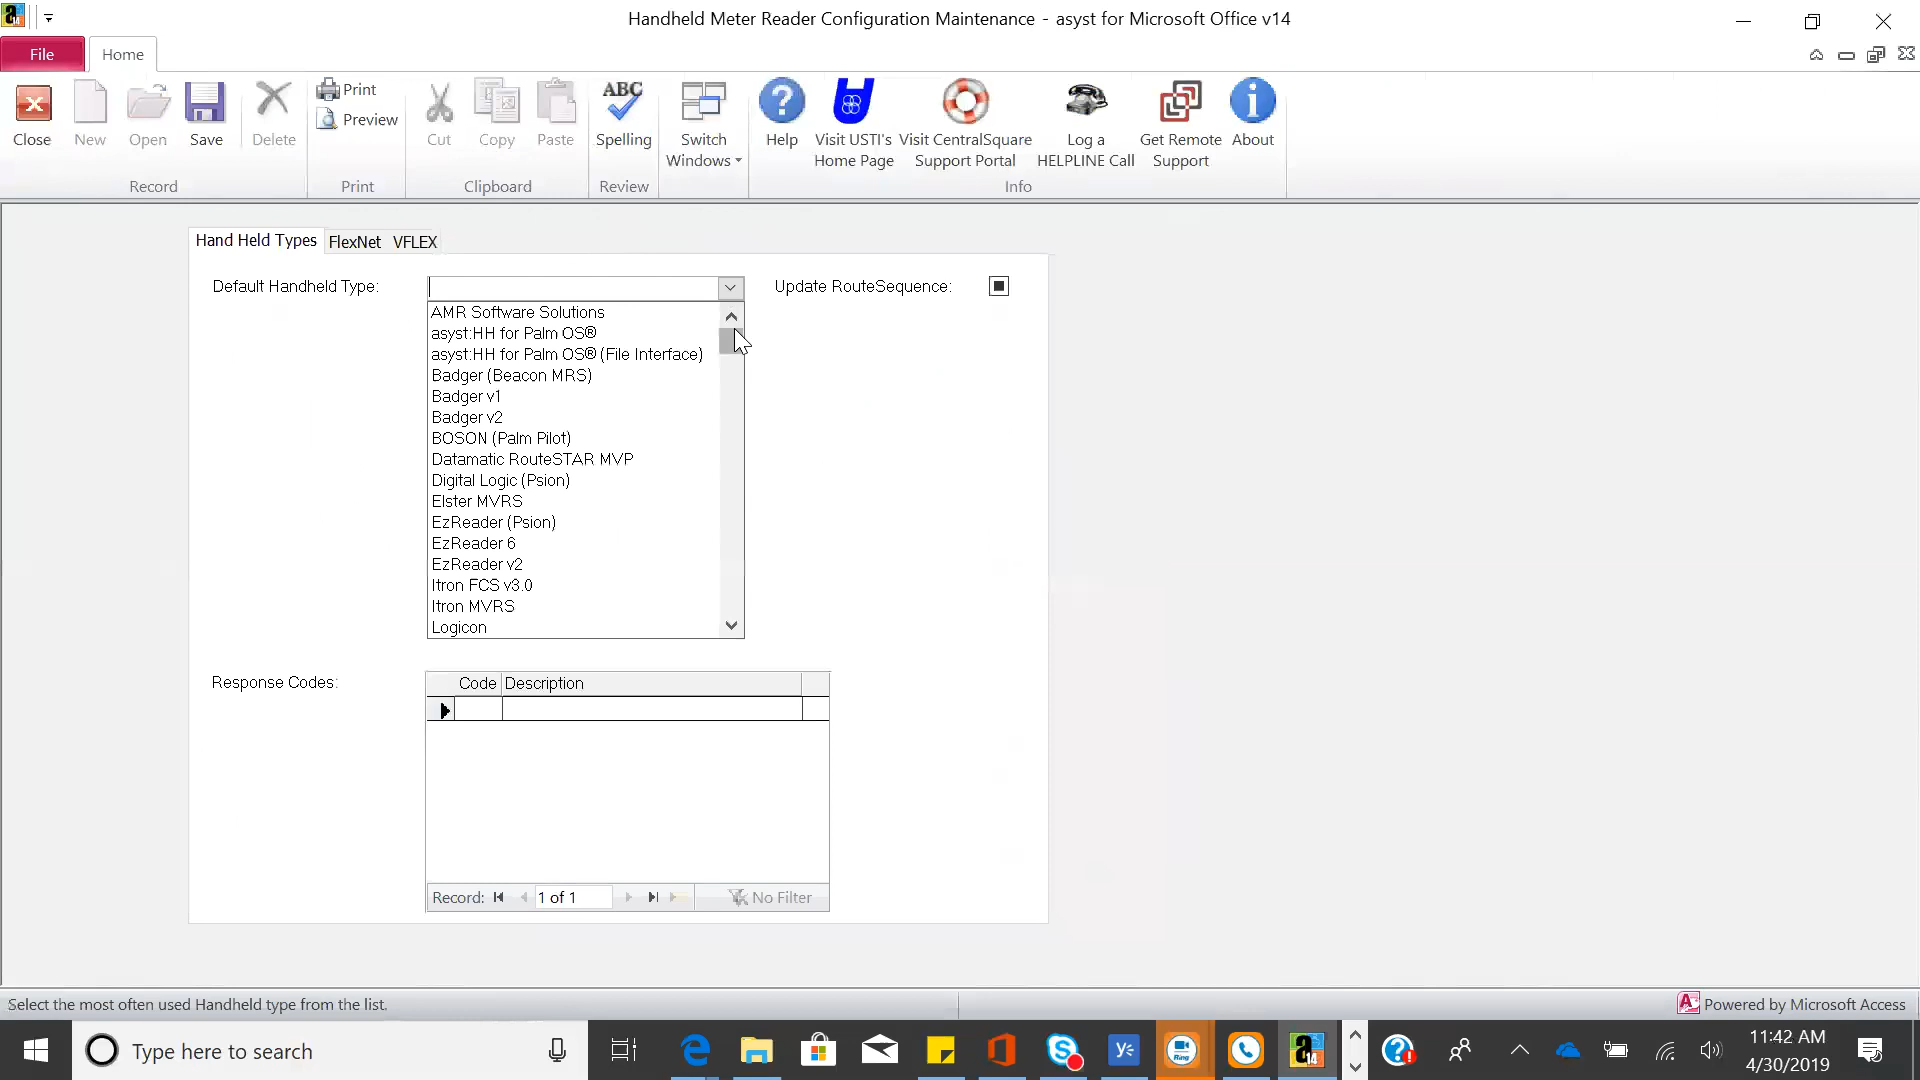 Handheld Meter Reader Configuration Maintenance - asyst for Microsoft Office v14
File
Home
Close
New
Open
Save
Delete
Record
Print
Preview
Print
Cut
Copy
Paste
Clipboard
ABC
Spelling
Review
Switch
Windows
Help
Visit USTI's
Home Page
Visit CentralSquare
Support Portal
Log a
HELPLINE Call
Get Remote
Support
About
Info
Hand Held Types
FlexNet
VFLEX
Default Handheld Type:
Update RouteSequence:
AMR Software Solutions
asyst:HH for Palm OS®
asyst:HH for Palm OS® (File Interface)
Badger (Beacon MRS)
Badger v1
Badger v2
BOSON (Palm Pilot)
Datamatic RouteSTAR MVP
Digital Logic (Psion)
Elster MVRS
EzReader (Psion)
EzReader 6
EzReader v2
Itron FCS v3.0
Itron MVRS
Logicon
Response Codes:
Code
Description
Record:
1 of 1
No Filter
Select the most often used Handheld type from the list.
Powered by Microsoft Access
Type here to search
Ring
11:42 AM
4/30/2019